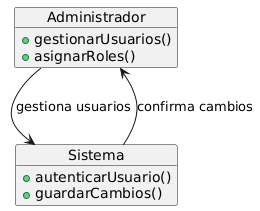 Administrador
gestionarUsuarios()
asignarRoles()
gestiona usuarios
confirma cambios
Sistema
autenticarUsuario()
guardarCambios()